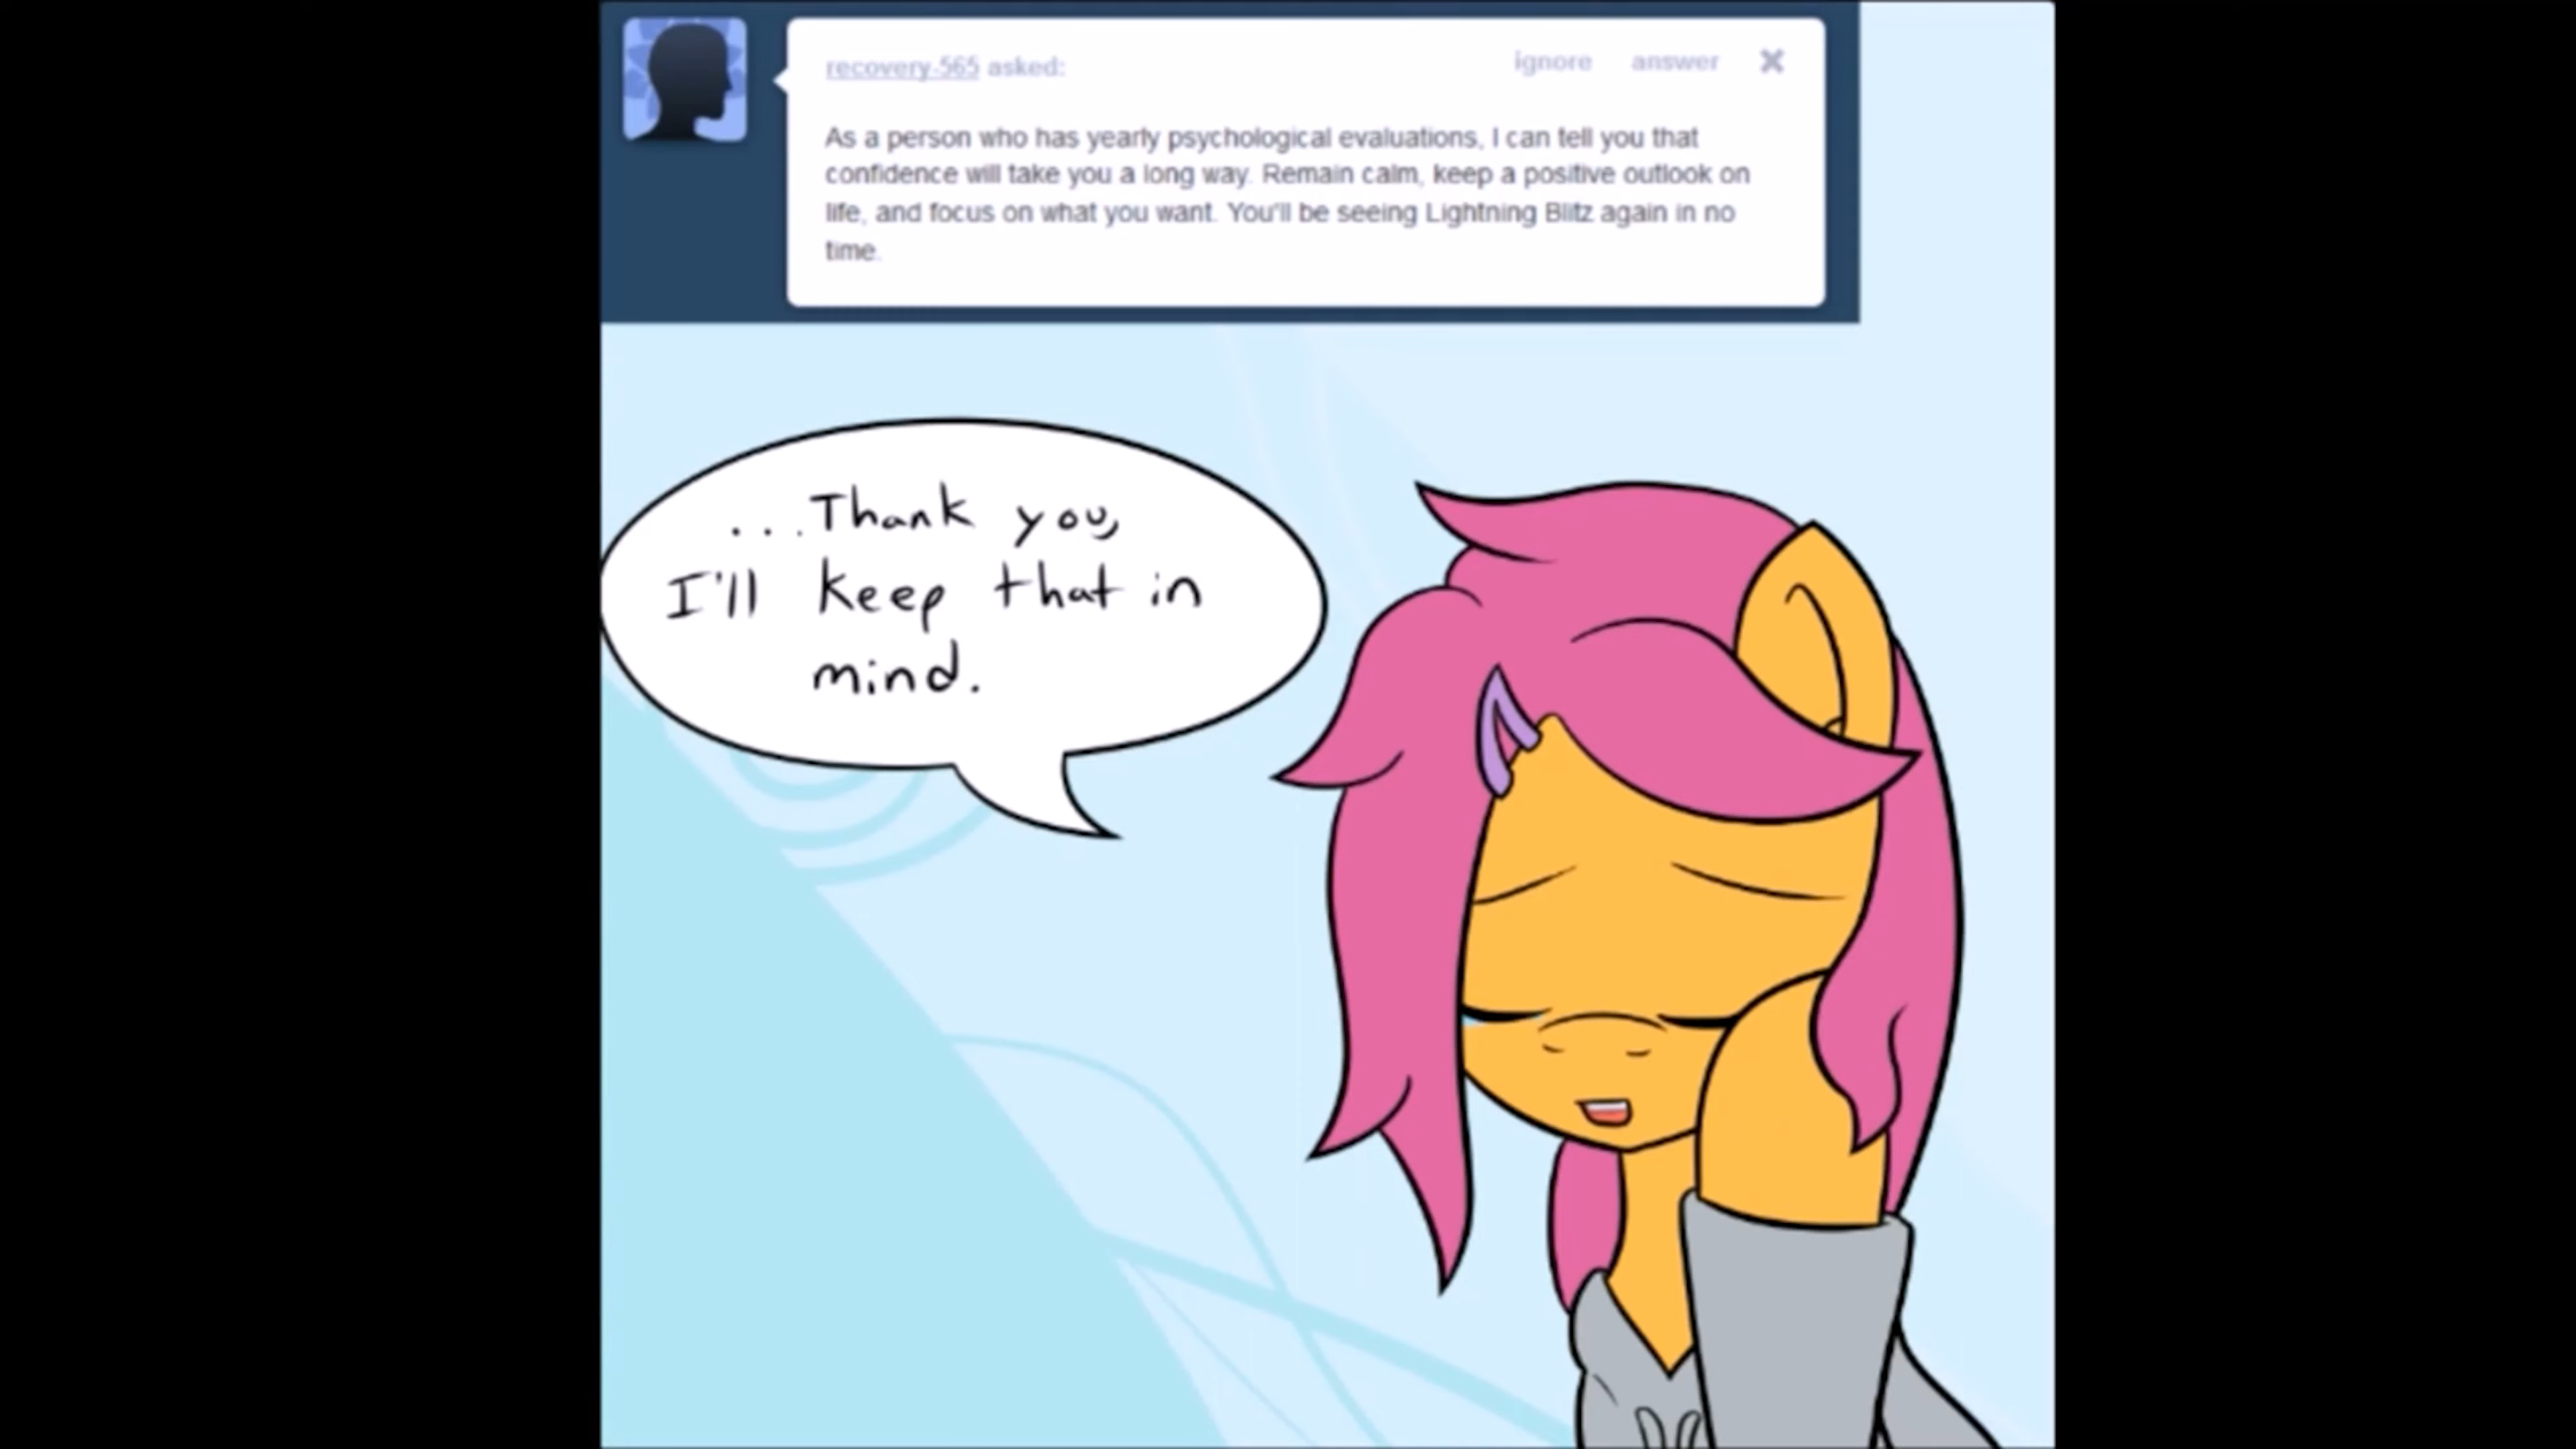 recovery-565 asked:
ignore answer
As a person who has yearly psychological evaluations, I can tell you that
confidence will take you a long way. Remain calm, keep a positive outlook on
life, and focus on what you want. You'll be seeing Lightning Blitz again in no
time.
...Thank you,
I'll keep that in
mind.